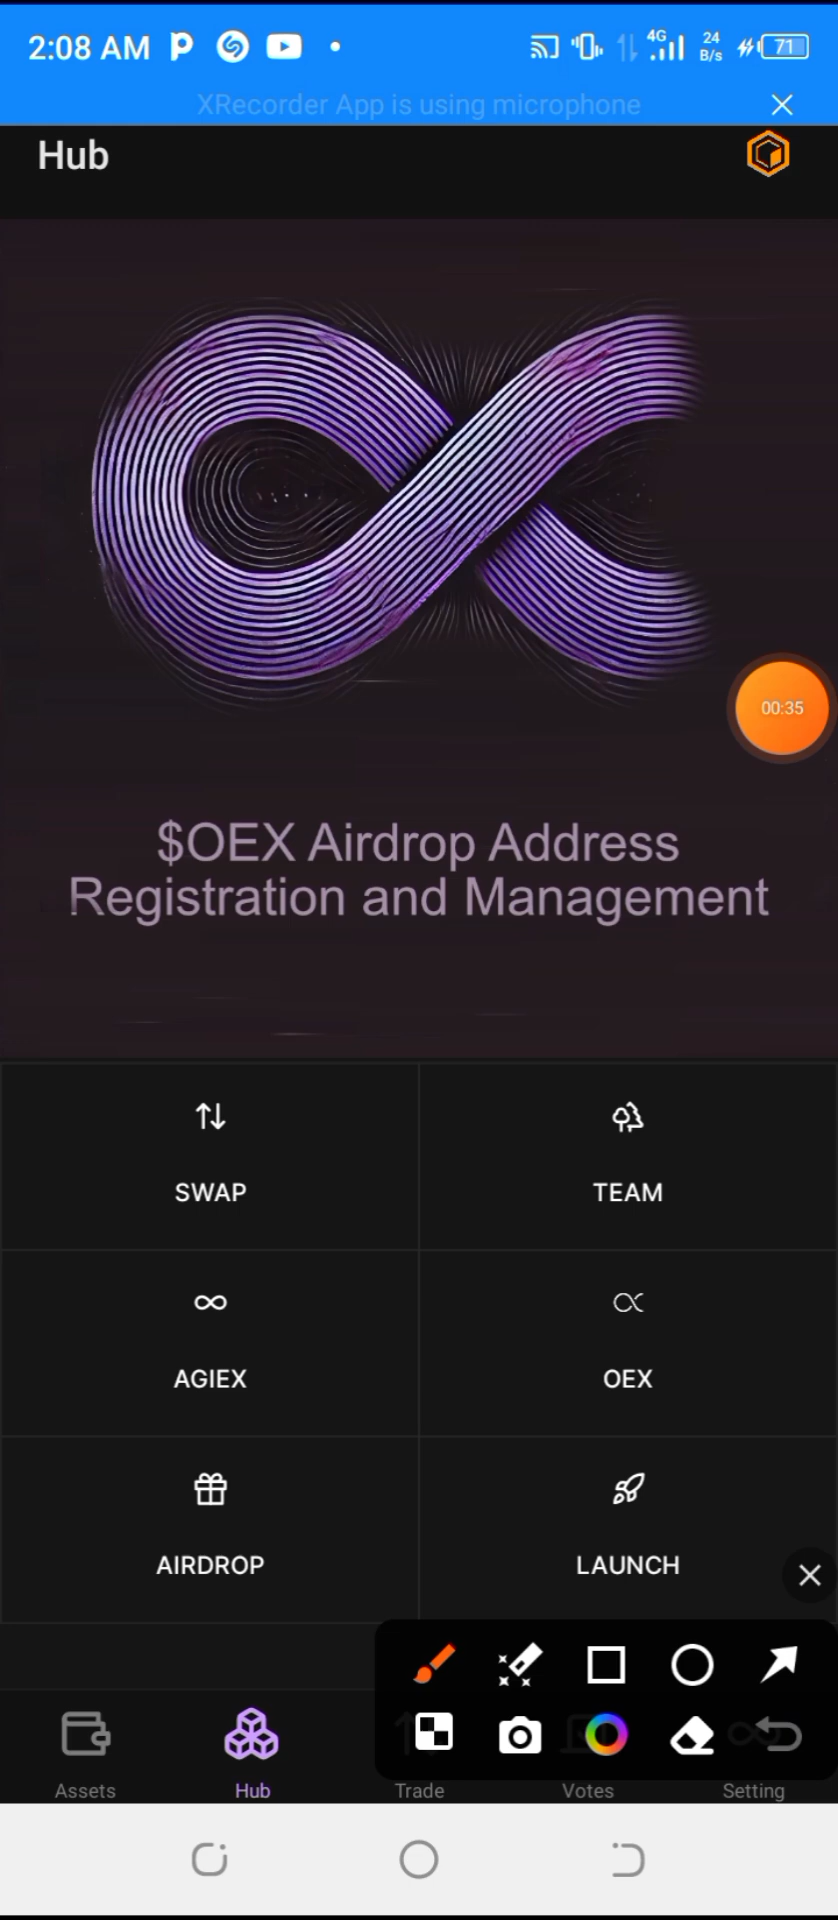 2:08 AM
4G
24
B/s
71
XRecorder App is using microphone
Hub
00:35
$OEX Airdrop Address
Registration and Management
SWAP
TEAM
AGIEX
OEX
AIRDROP
LAUNCH
Assets
Hub
Trade
Votes
Setting